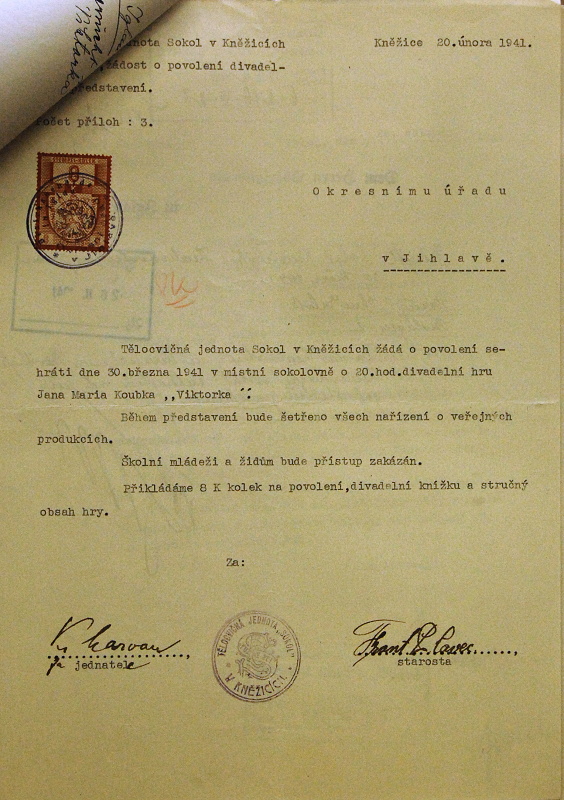 dnota Sokol v Kněžicích Kněžice 20.února 1941.
žádost o povolení divadel-
ředstavení.
očet příloh : 3.
Okresnímu úřadu
v Jihlavě.
Tělocvičná jednota Sokol v Kněžicích žádá o povolení se-
hráti dne 30.března 1941 v místní sokolovně o 20.hod.divadelní hru
Jana Maria Koubka ,,Viktorka ".
Během představení bude šetřeno všech nařízení o veřejných
produkcích.
Školní mládeži a židům bude přístup zakázán.
Přikládáme 8 K kolek na povolení,divadelní knížku a stručný
obsah hry.
Za:
jednatel
starosta
TĚLOCVIČNÁ JEDNOTA „SOKOL"
V KNĚŽICÍCH